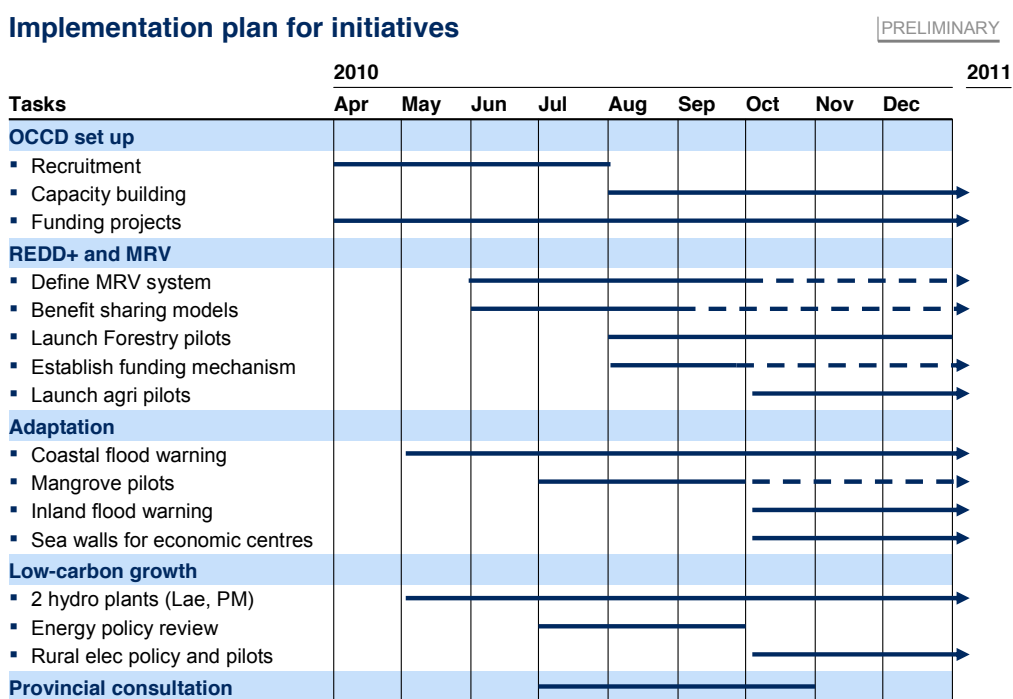 Implementation plan for initiatives
PRELIMINARY
2010 2011
Tasks Apr May Jun Jul Aug Sep Oct Nov Dec
OCCD set up
▪ Recruitment
▪ Capacity building
▪ Funding projects
REDD+ and MRV
▪ Define MRV system
▪ Benefit sharing models
▪ Launch Forestry pilots
▪ Establish funding mechanism
▪ Launch agri pilots
Adaptation
▪ Coastal flood warning
▪ Mangrove pilots
▪ Inland flood warning
▪ Sea walls for economic centres
Low-carbon growth
▪ 2 hydro plants (Lae, PM)
▪ Energy policy review
▪ Rural elec policy and pilots
Provincial consultation